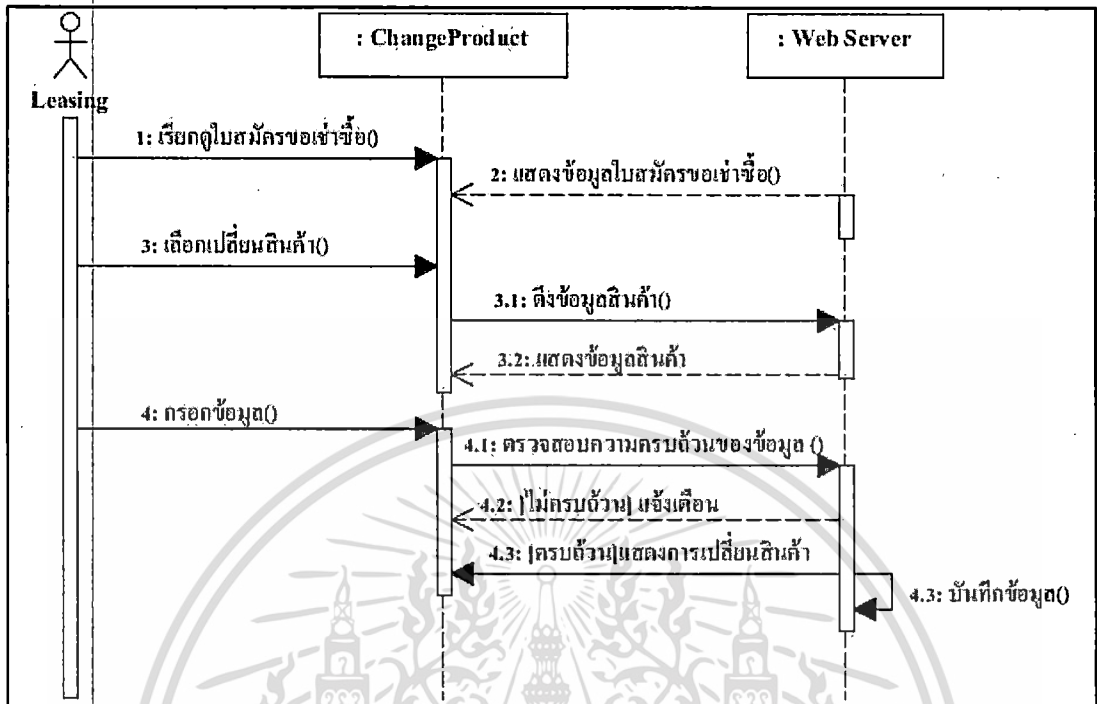 : ChangeProduct
: Web Server
Leasing
1: เรียกดูใบสมัครขอเช่าซื้อ()
2: แสดงข้อมูลใบสมัครขอเช่าซื้อ()
3: เลือกเปลี่ยนสินค้า()
3.1: ดึงข้อมูลสินค้า()
3.2: แสดงข้อมูลสินค้า
4: กรอกข้อมูล()
4.1: ตรวจสอบความครบถ้วนของข้อมูล ()
4.2: [ไม่ครบถ้วน] แจ้งเตือน
4.3: [ครบถ้วน]แสดงการเปลี่ยนสินค้า
4.3: บันทึกข้อมูล()